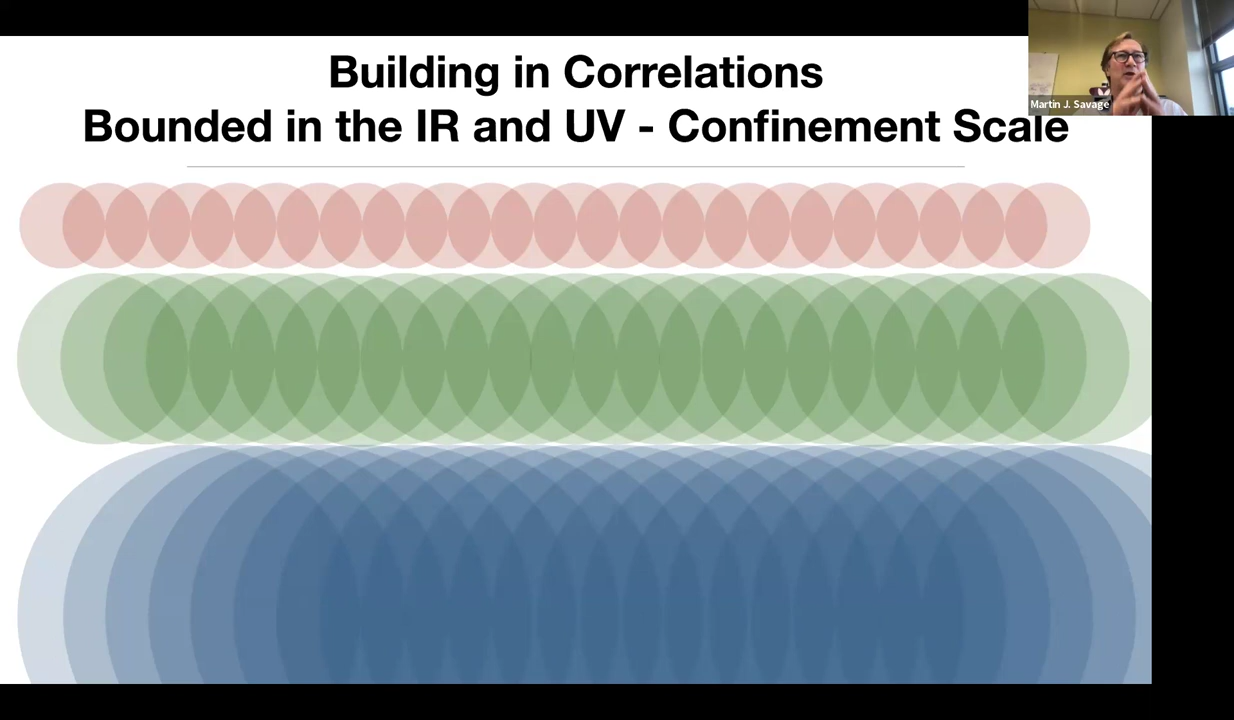 Building in Correlations
Bounded in the IR and UV - Confinement Scale
Martin J. Savage